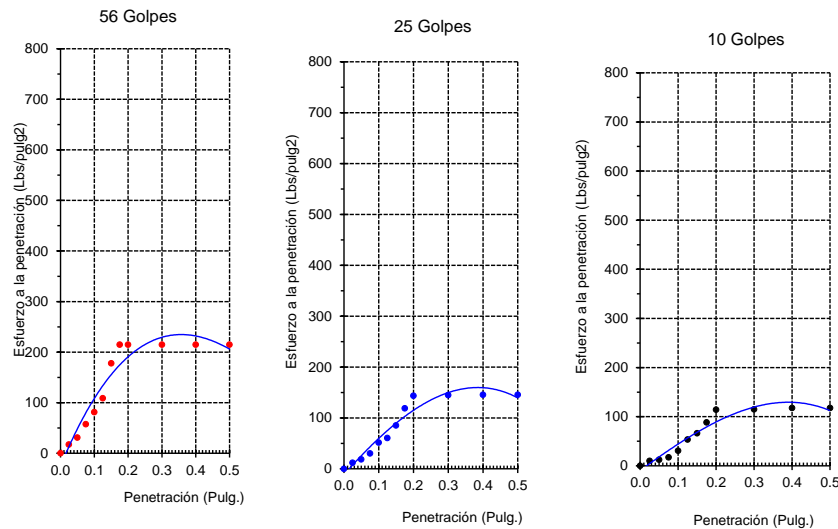 56 Golpes
800
700
600
500
400
300
200
100
0
0.0 0.1 0.2 0.3 0.4 0.5
Esfuerzo a la penetración (Lbs/pulg2)
Penetración (Pulg.)
25 Golpes
800
700
600
500
400
300
200
100
0
0.0 0.1 0.2 0.3 0.4 0.5
Esfuerzo a la penetración (Lbs/pulg2)
Penetración (Pulg.)
10 Golpes
800
700
600
500
400
300
200
100
0
0.0 0.1 0.2 0.3 0.4 0.5
Esfuerzo a la penetración (Lbs/pulg2)
Penetración (Pulg.)